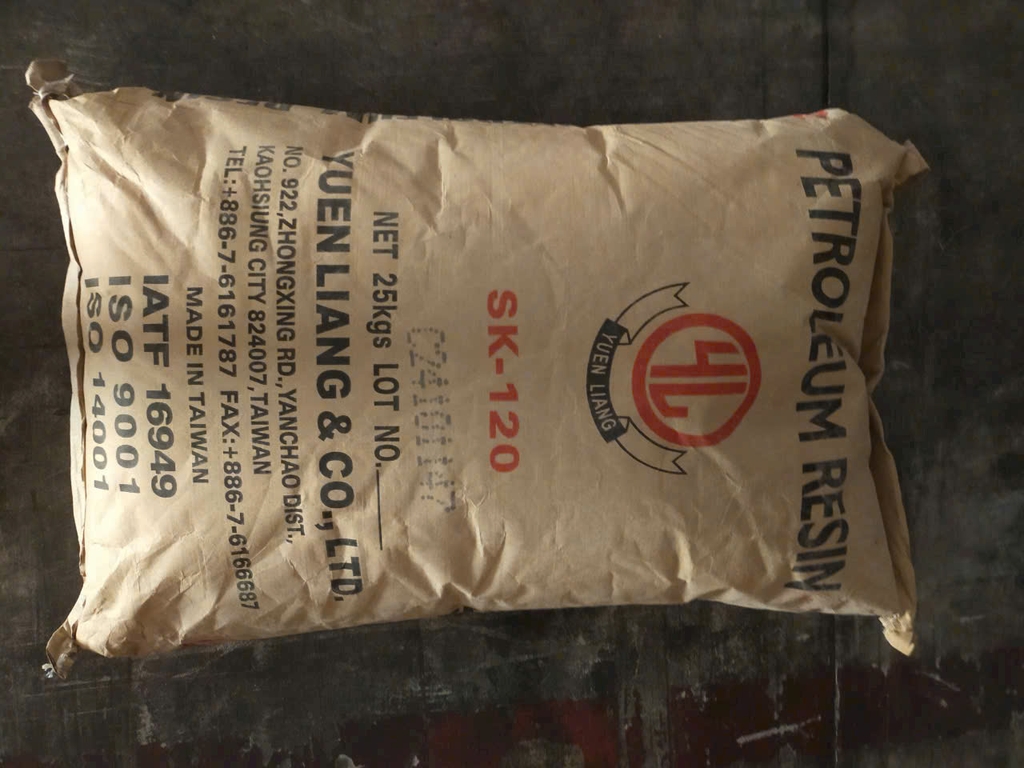 PETROLEUM RESIN
YL
YUEN LIANG
SK-120
C24101147
NET 25kgs LOT NO.
YUEN LIANG & CO., LTD.
NO. 922,ZHONGXING RD., YANCHAO DIST.,
KAOHSIUNG CITY 824007,TAIWAN
TEL:+886-7-6161787 FAX:+886-7-6166687
MADE IN TAIWAN
IATF 16949
ISO 9001
ISO 14001